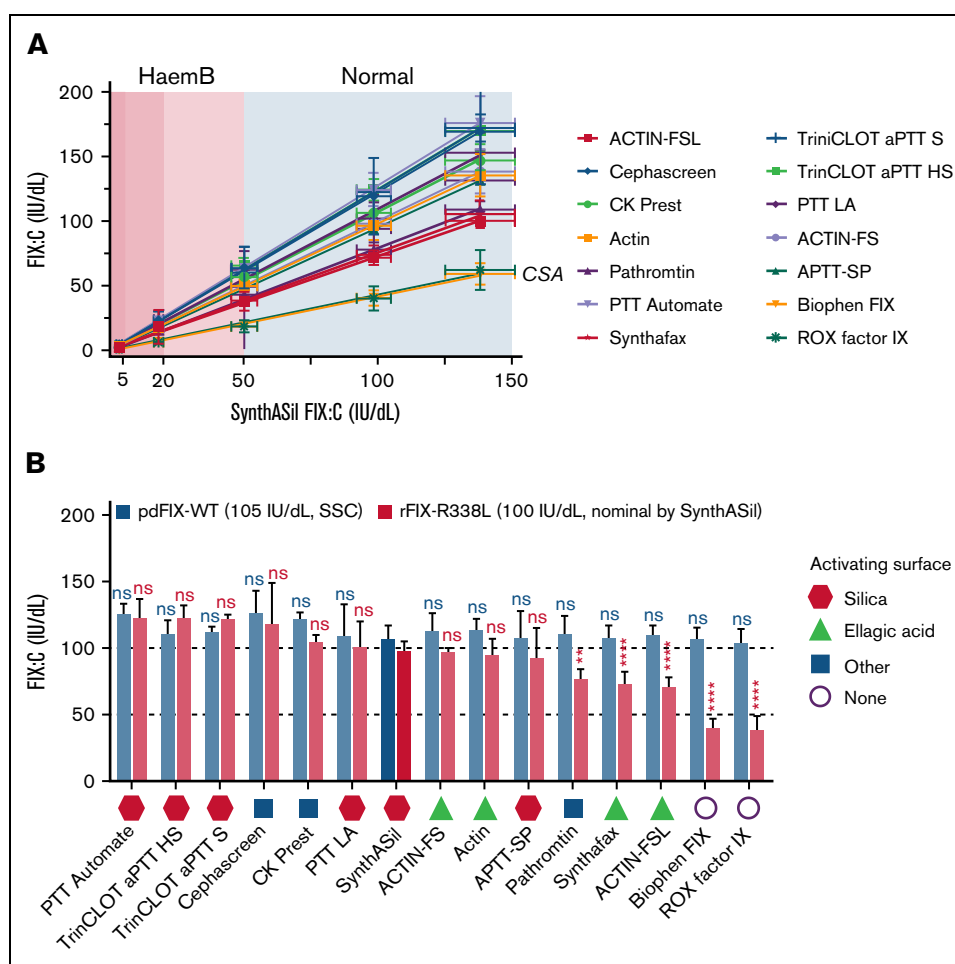 A
HaemB Normal
200
150
100
50
0
FIX:C (IU/dL)
CSA
5 20 50 100 150
SynthASil FIX:C (IU/dL)
ACTIN-FSL
Cephascreen
CK Prest
Actin
Pathromtin
PTT Automate
Synthafax
TriniCLOT aPTT S
TrinCLOT aPTT HS
PTT LA
ACTIN-FS
APTT-SP
Biophen FIX
ROX factor IX
B
pdFIX-WT (105 IU/dL, SSC) rFIX-R338L (100 IU/dL, nominal by SynthASil)
200
150
100
50
0
FIX:C (IU/dL)
ns ns ns ns ns ns ns ns ns ns ns ns ns ns ns ns ns ns ns ** ns **** ns **** ns **** ns ****
PTT Automate
TrinCLOT aPTT HS
TrinCLOT aPTT S
Cephascreen
CK Prest
PTT LA
SynthASil
ACTIN-FS
Actin
APTT-SP
Pathromtin
Synthafax
ACTIN-FSL
Biophen FIX
ROX factor IX
Activating surface
Silica
Ellagic acid
Other
None